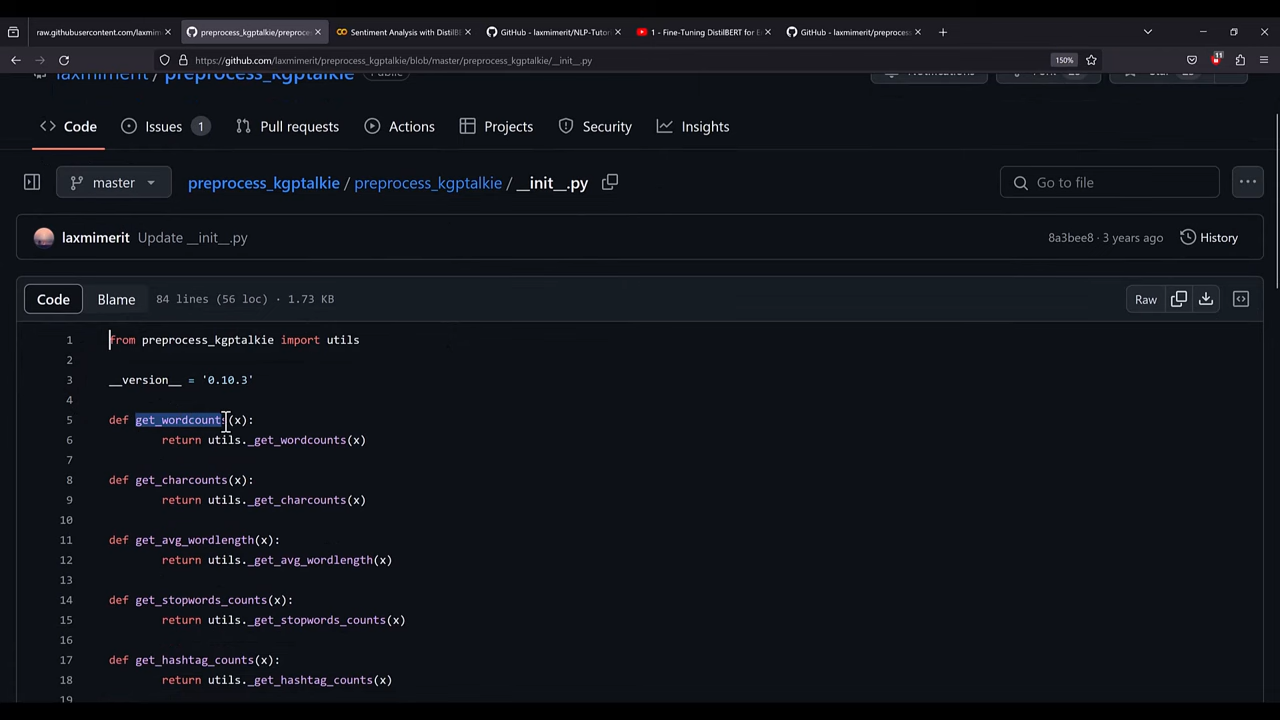 raw.githubusercontent.com/laxmim
preprocess_kgptalkie/preproces
Sentiment Analysis with DistilBE
GitHub - laxmimerit/NLP-Tutori
1 - Fine-Tuning DistilBERT for E
GitHub - laxmimerit/preproces
https://github.com/laxmimerit/preprocess_kgptalkie/blob/master/preprocess_kgptalkie/__init__.py
150%
11
laxmimerit / preprocess_kgptalkie
Public
Notifications
Code
Issues 1
Pull requests
Actions
Projects
Security
Insights
master
preprocess_kgptalkie / preprocess_kgptalkie / __init__.py
Go to file
laxmimerit Update __init__.py
8a3bee8 · 3 years ago
History
Code
Blame
84 lines (56 loc) · 1.73 KB
Raw
1 from preprocess_kgptalkie import utils
2
3 __version__ = '0.10.3'
4
5 def get_wordcounts(x):
6 return utils._get_wordcounts(x)
7
8 def get_charcounts(x):
9 return utils._get_charcounts(x)
10
11 def get_avg_wordlength(x):
12 return utils._get_avg_wordlength(x)
13
14 def get_stopwords_counts(x):
15 return utils._get_stopwords_counts(x)
16
17 def get_hashtag_counts(x):
18 return utils._get_hashtag_counts(x)
19